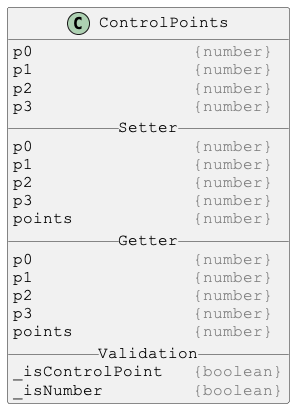 C ControlPoints
p0 {number}
p1 {number}
p2 {number}
p3 {number}
Setter
p0 {number}
p1 {number}
p2 {number}
p3 {number}
points {number}
Getter
p0 {number}
p1 {number}
p2 {number}
p3 {number}
points {number}
Validation
_isControlPoint {boolean}
_isNumber {boolean}